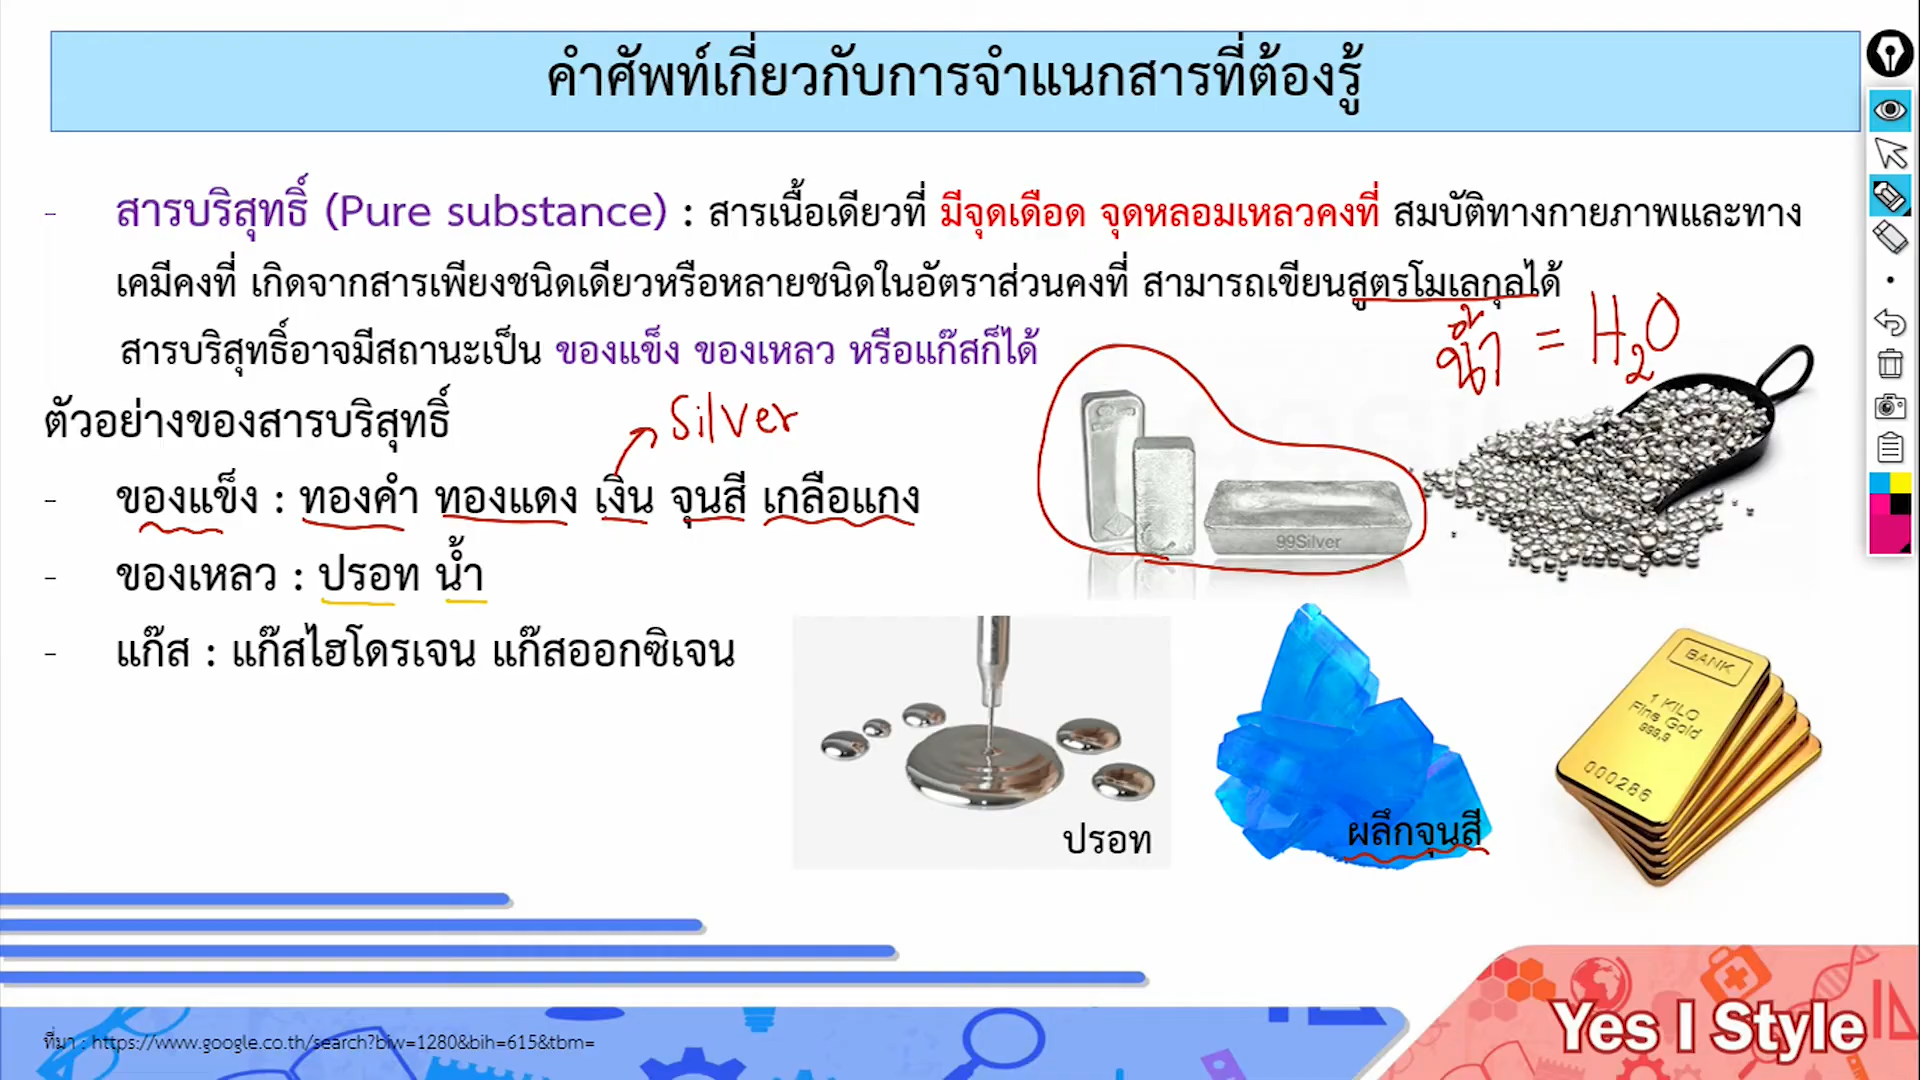 คำศัพท์เกี่ยวกับการจำแนกสารที่ต้องรู้
- สารบริสุทธิ์ (Pure substance) : สารเนื้อเดียวที่ มีจุดเดือด จุดหลอมเหลวคงที่ สมบัติทางกายภาพและทาง
เคมีคงที่ เกิดจากสารเพียงชนิดเดียวหรือหลายชนิดในอัตราส่วนคงที่ สามารถเขียนสูตรโมเลกุลได้
น้ำ = H₂O
สารบริสุทธิ์อาจมีสถานะเป็น ของแข็ง ของเหลว หรือแก๊สก็ได้
ตัวอย่างของสารบริสุทธิ์
Silver
- ของแข็ง : ทองคำ ทองแดง เงิน จุนสี เกลือแกง
99Silver
- ของเหลว : ปรอท น้ำ
- แก๊ส : แก๊สไฮโดรเจน แก๊สออกซิเจน
BANK
1 KILO
Fine Gold
999,9
000286
ปรอท
ผลึกจุนสี
Yes I Style
ที่มา : https://www.google.co.th/search?biw=1280&bih=615&tbm=